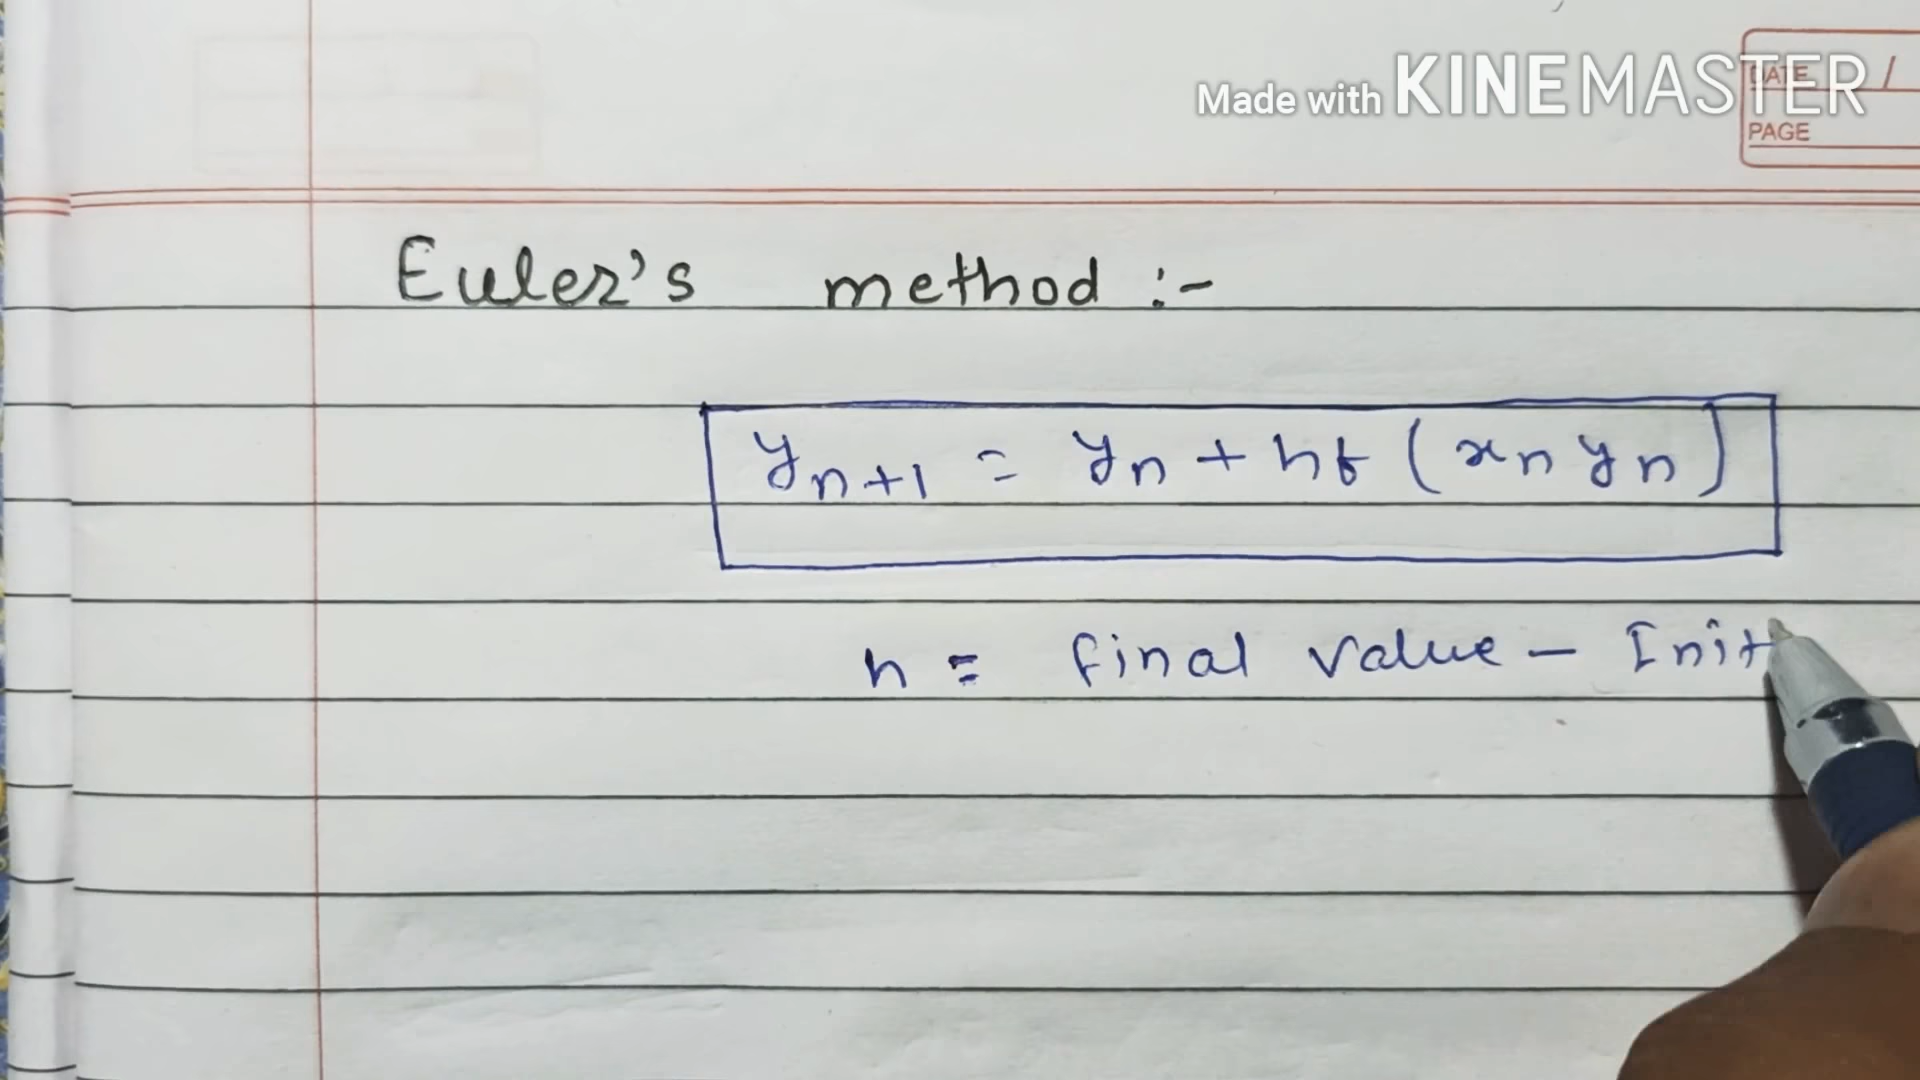 Made with KINEMASTER
DATE /
PAGE
Euler's method :-
yn+1 = yn + hf (xn yn)
h = final value - Init